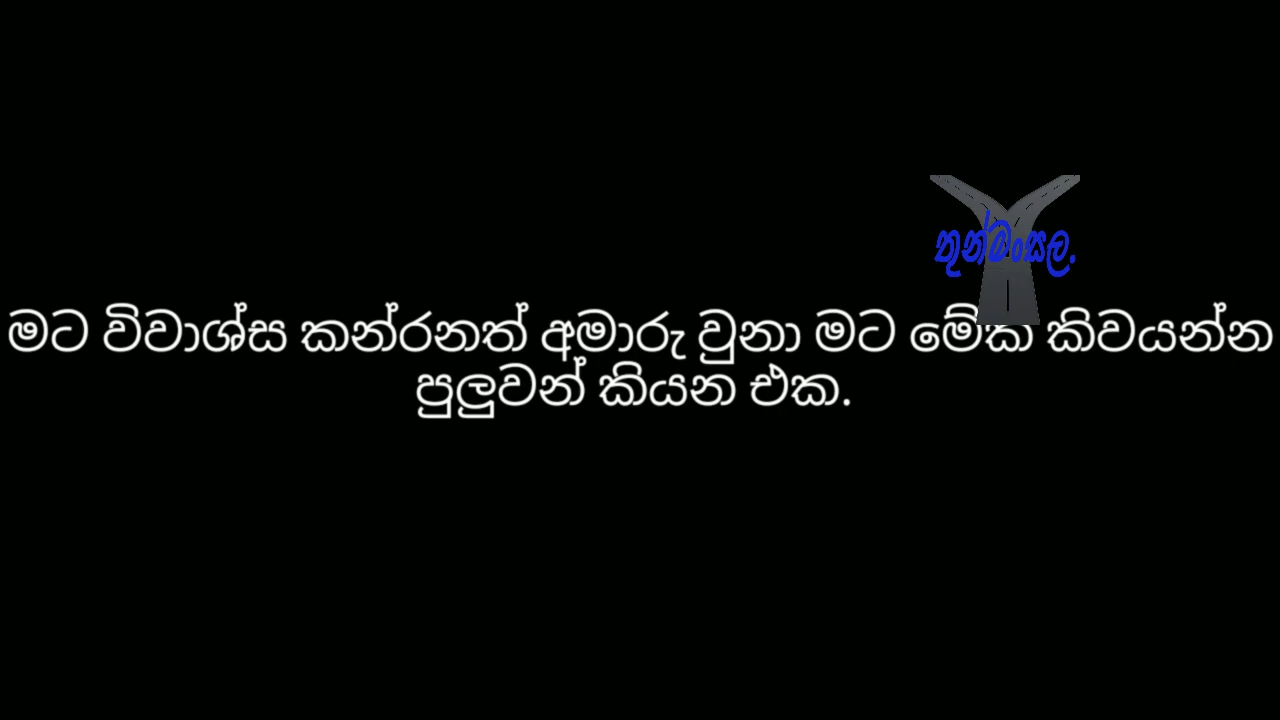 තුන්මංසල.
මට විවාශ්ස කන්රනත් අමාරු වුනා මට මේක කිවයන්න
පුලුවන් කියන එක.